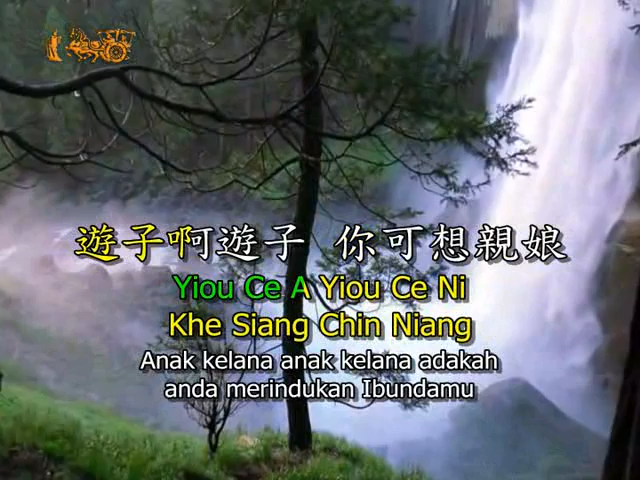 遊子啊遊子 你可想親娘
Yiou Ce A Yiou Ce Ni
Khe Siang Chin Niang
Anak kelana anak kelana adakah
anda merindukan Ibundamu